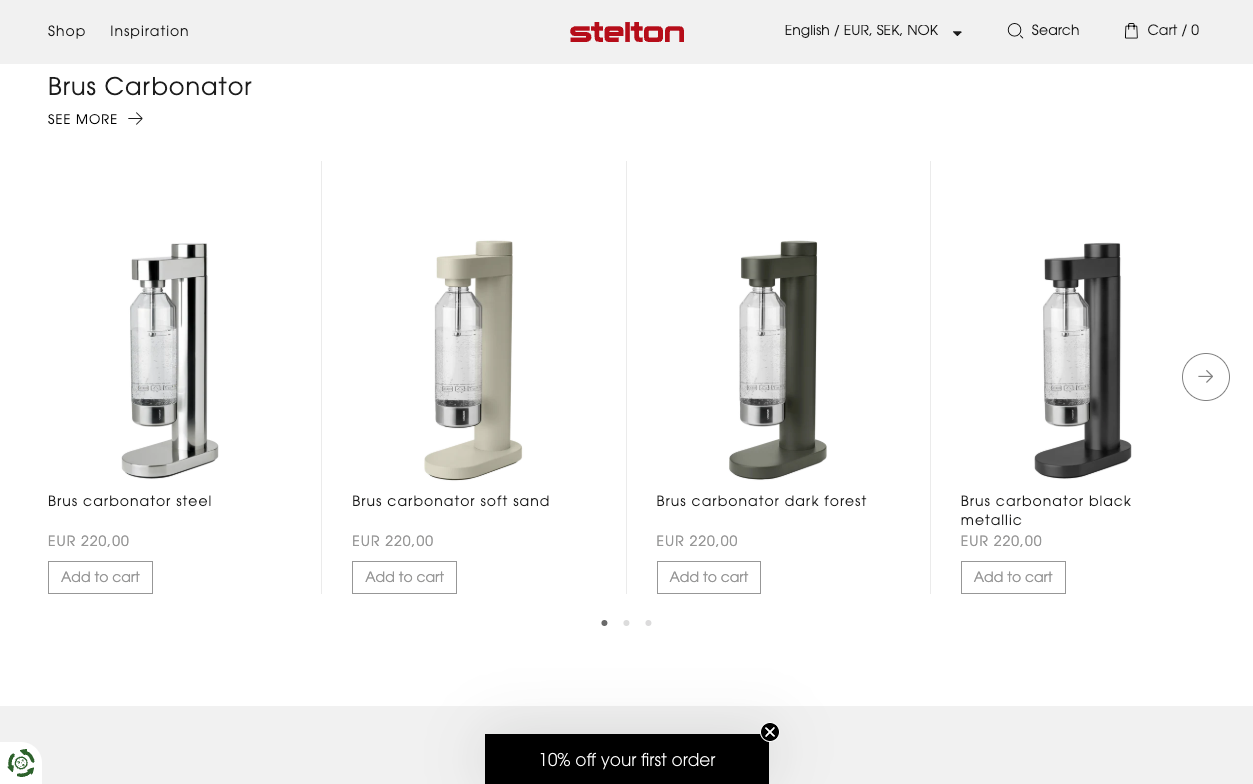 Shop Inspiration stelton English / EUR, SEK, NOK Search Cart / 0
Brus Carbonator
SEE MORE
Brus carbonator steel
EUR 220,00
Add to cart
Brus carbonator soft sand
EUR 220,00
Add to cart
Brus carbonator dark forest
EUR 220,00
Add to cart
Brus carbonator black
metallic
EUR 220,00
Add to cart
10% off your first order